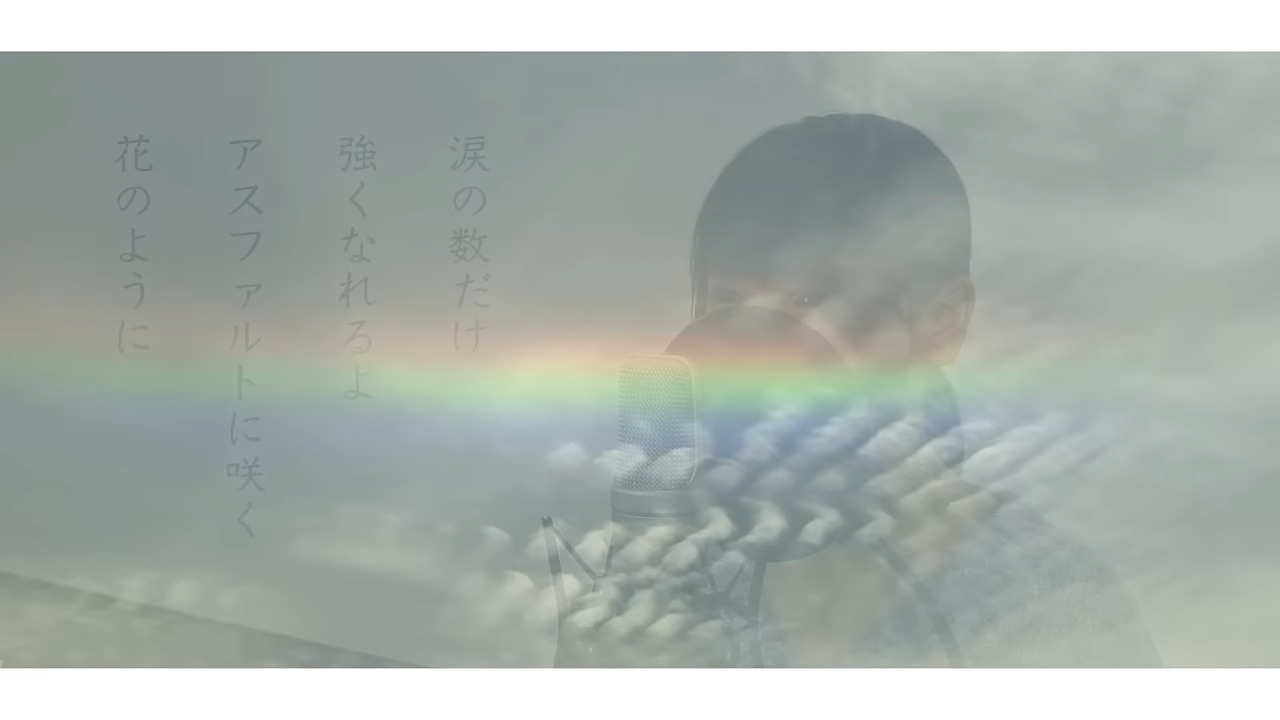 涙の数だけ
強くなれるよ
アスファルトに咲く
花のように